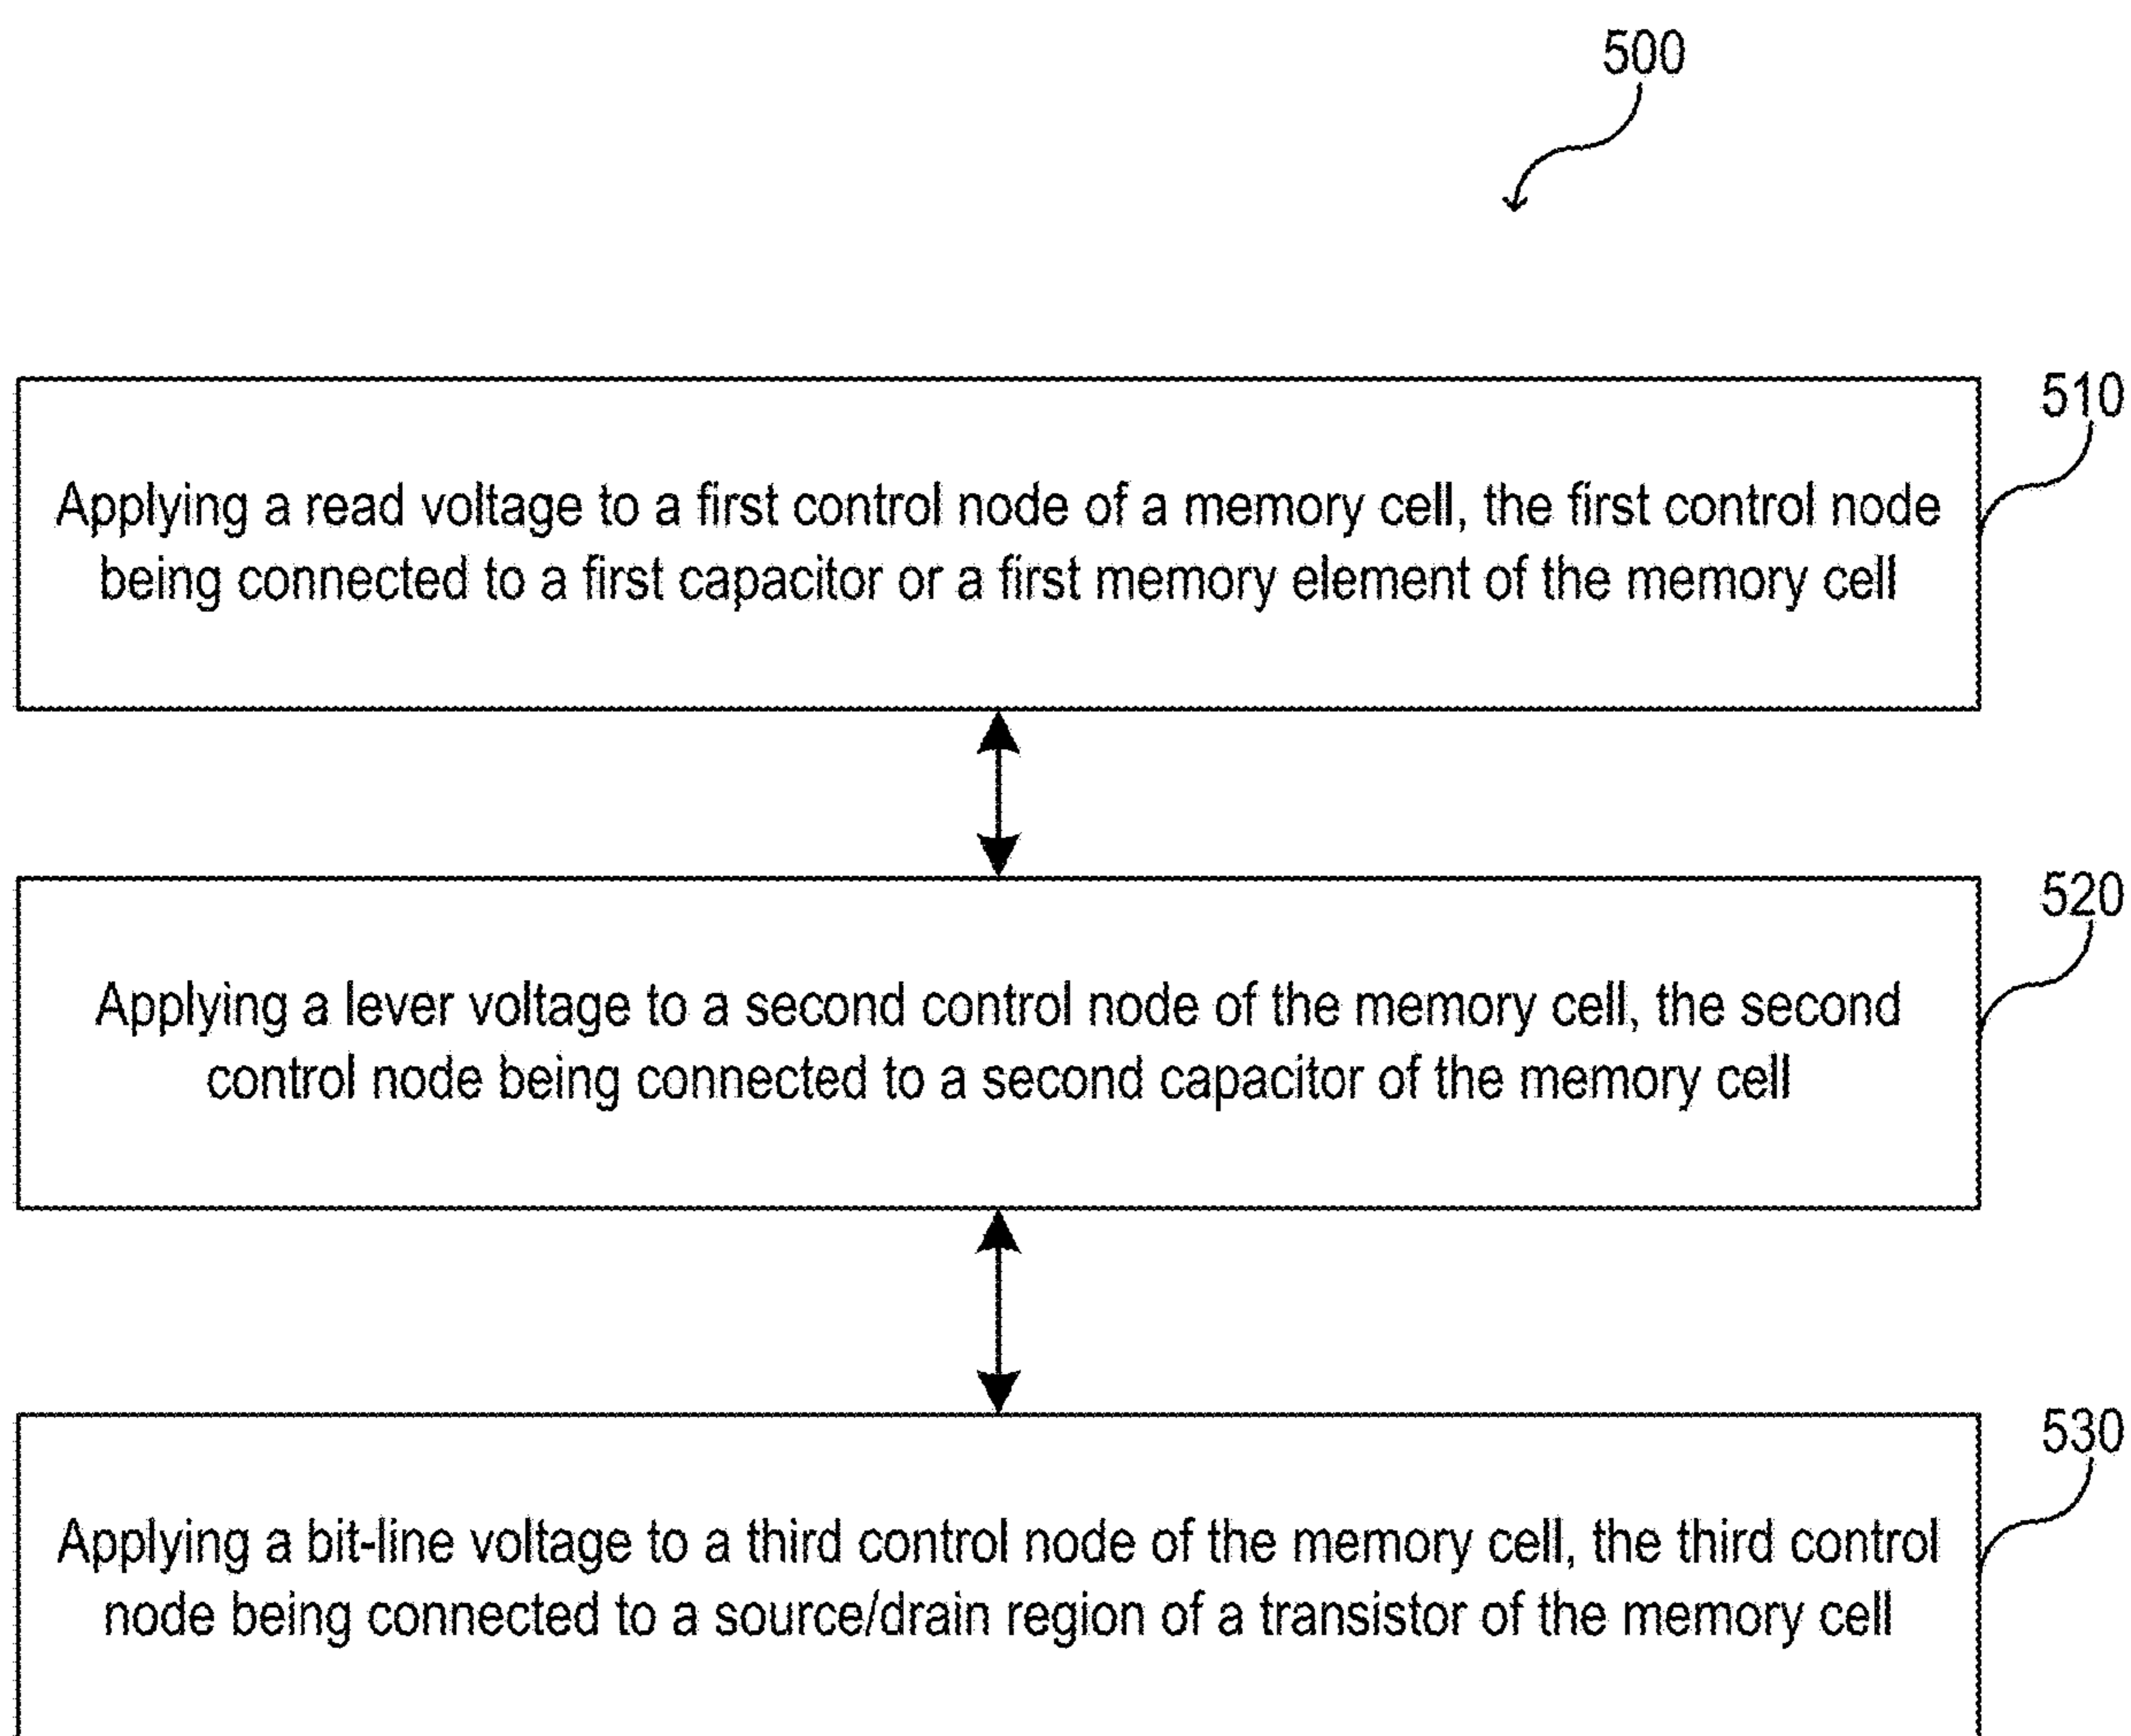 500
510
Applying a read voltage to a first control node of a memory cell, the first control node
being connected to a first capacitor or a first memory element of the memory cell
520
Applying a lever voltage to a second control node of the memory cell, the second
control node being connected to a second capacitor of the memory cell
530
Applying a bit-line voltage to a third control node of the memory cell, the third control
node being connected to a source/drain region of a transistor of the memory cell